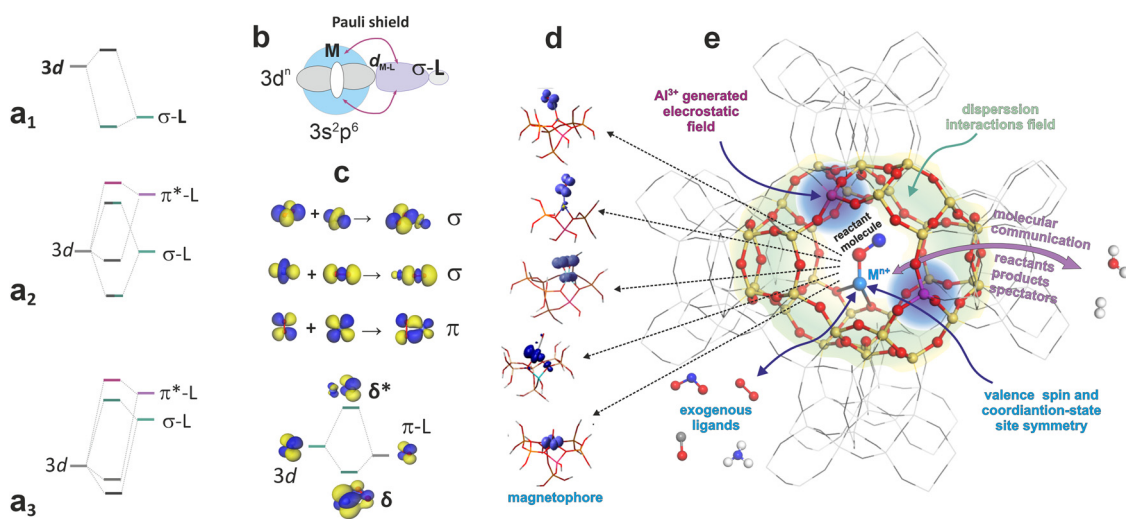 a1
3d
σ-L
a2
π*-L
3d
σ-L
a3
π*-L
σ-L
3d
b
Pauli shield
M
3dⁿ
dM-L
σ-L
3s²p⁶
c
+ → σ
+ → σ
+ → π
δ*
π-L
3d
δ
d
magnetophore
e
Al³⁺ generated
elecrostatic
field
disperssion
interactions field
reactant
molecule
Mⁿ⁺
molecular
communication
reactants
products
spectators
exogenous
ligands
valence spin and
coordiantion-state
site symmetry